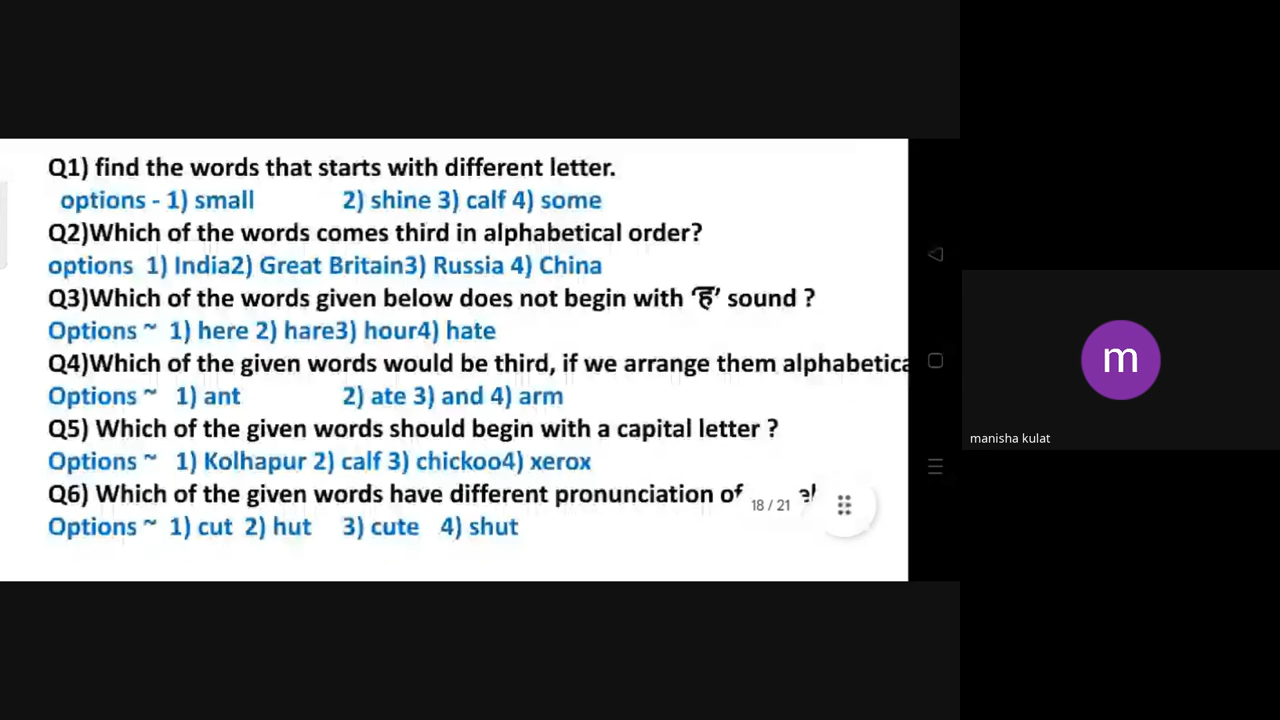 Q1) find the words that starts with different letter.
options - 1) small 2) shine 3) calf 4) some
Q2)Which of the words comes third in alphabetical order?
options 1) India2) Great Britain3) Russia 4) China
Q3)Which of the words given below does not begin with ‘ह’ sound ?
Options ~ 1) here 2) hare3) hour4) hate
Q4)Which of the given words would be third, if we arrange them
Options ~ 1) ant 2) ate 3) and 4) arm
Q5) Which of the given words should begin with a capital letter ?
Options ~ 1) Kolhapur 2) calf 3) chickoo4) xerox
Q6) Which of the given words have different pronunciation of
Options ~ 1) cut 2) hut 3) cute 4) shut
18 / 21
m
manisha kulat